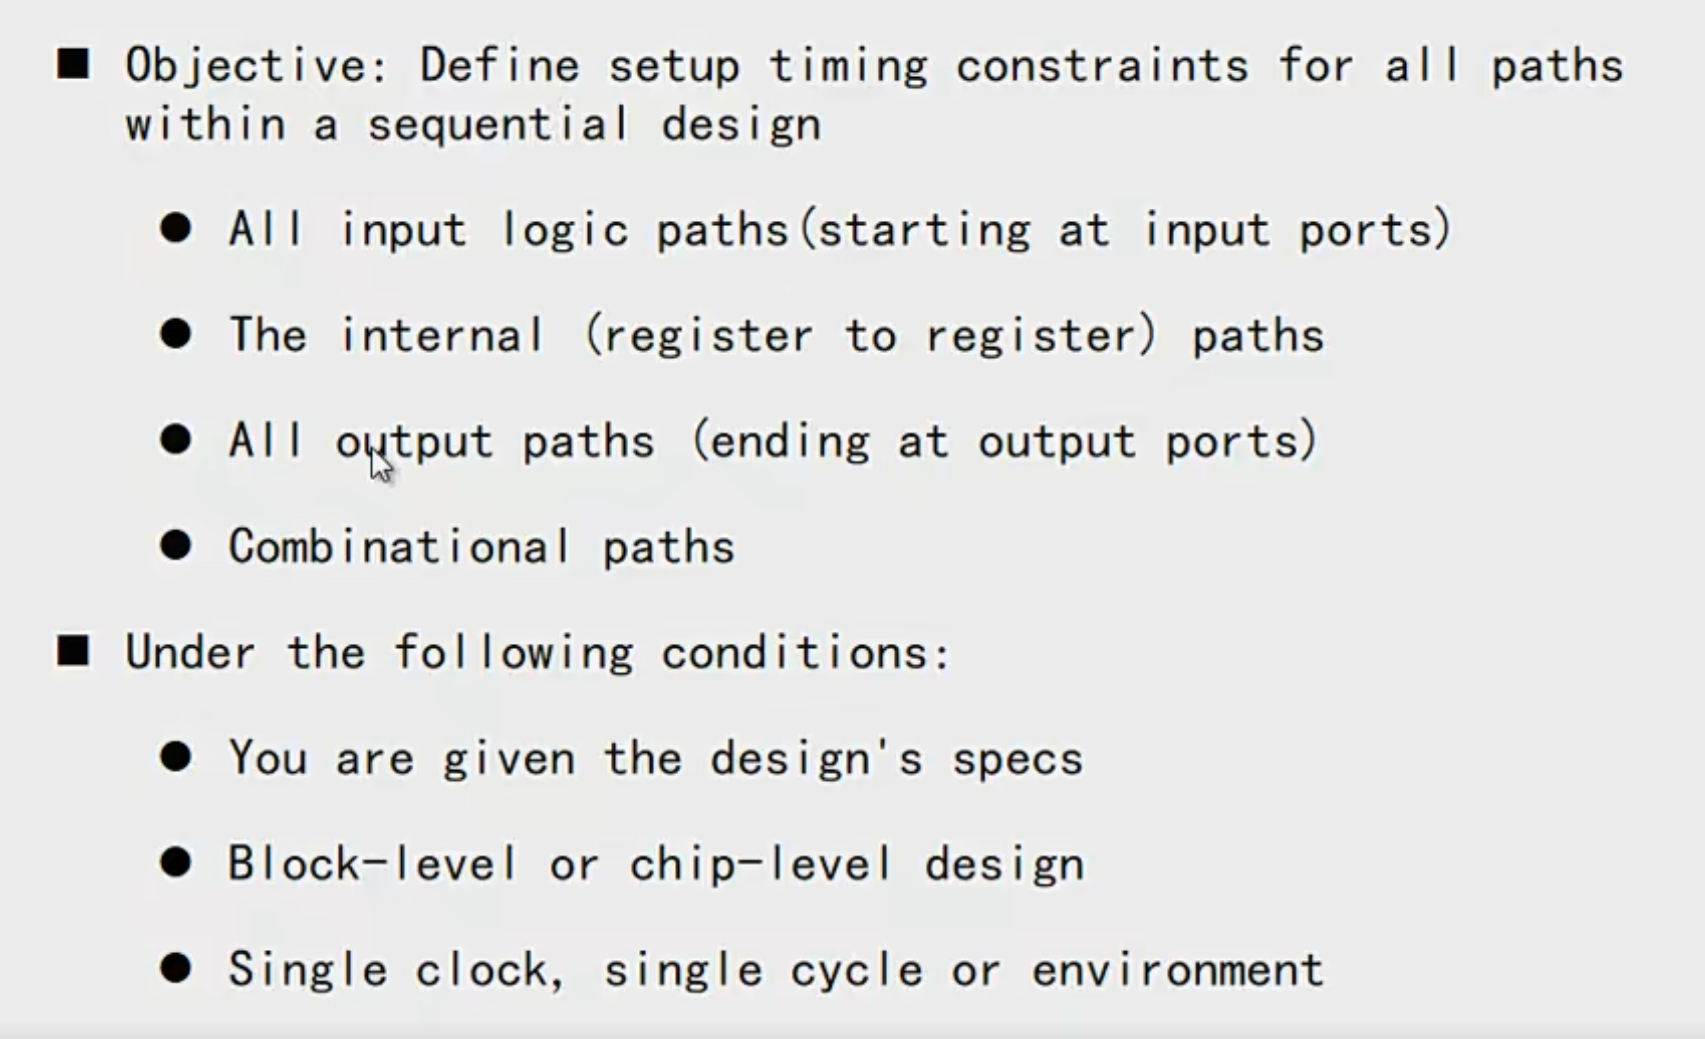 ■ Objective: Define setup timing constraints for all paths
within a sequential design
● All input logic paths(starting at input ports)
● The internal (register to register) paths
● All output paths (ending at output ports)
● Combinational paths
■ Under the following conditions:
● You are given the design's specs
● Block-level or chip-level design
● Single clock, single cycle or environment